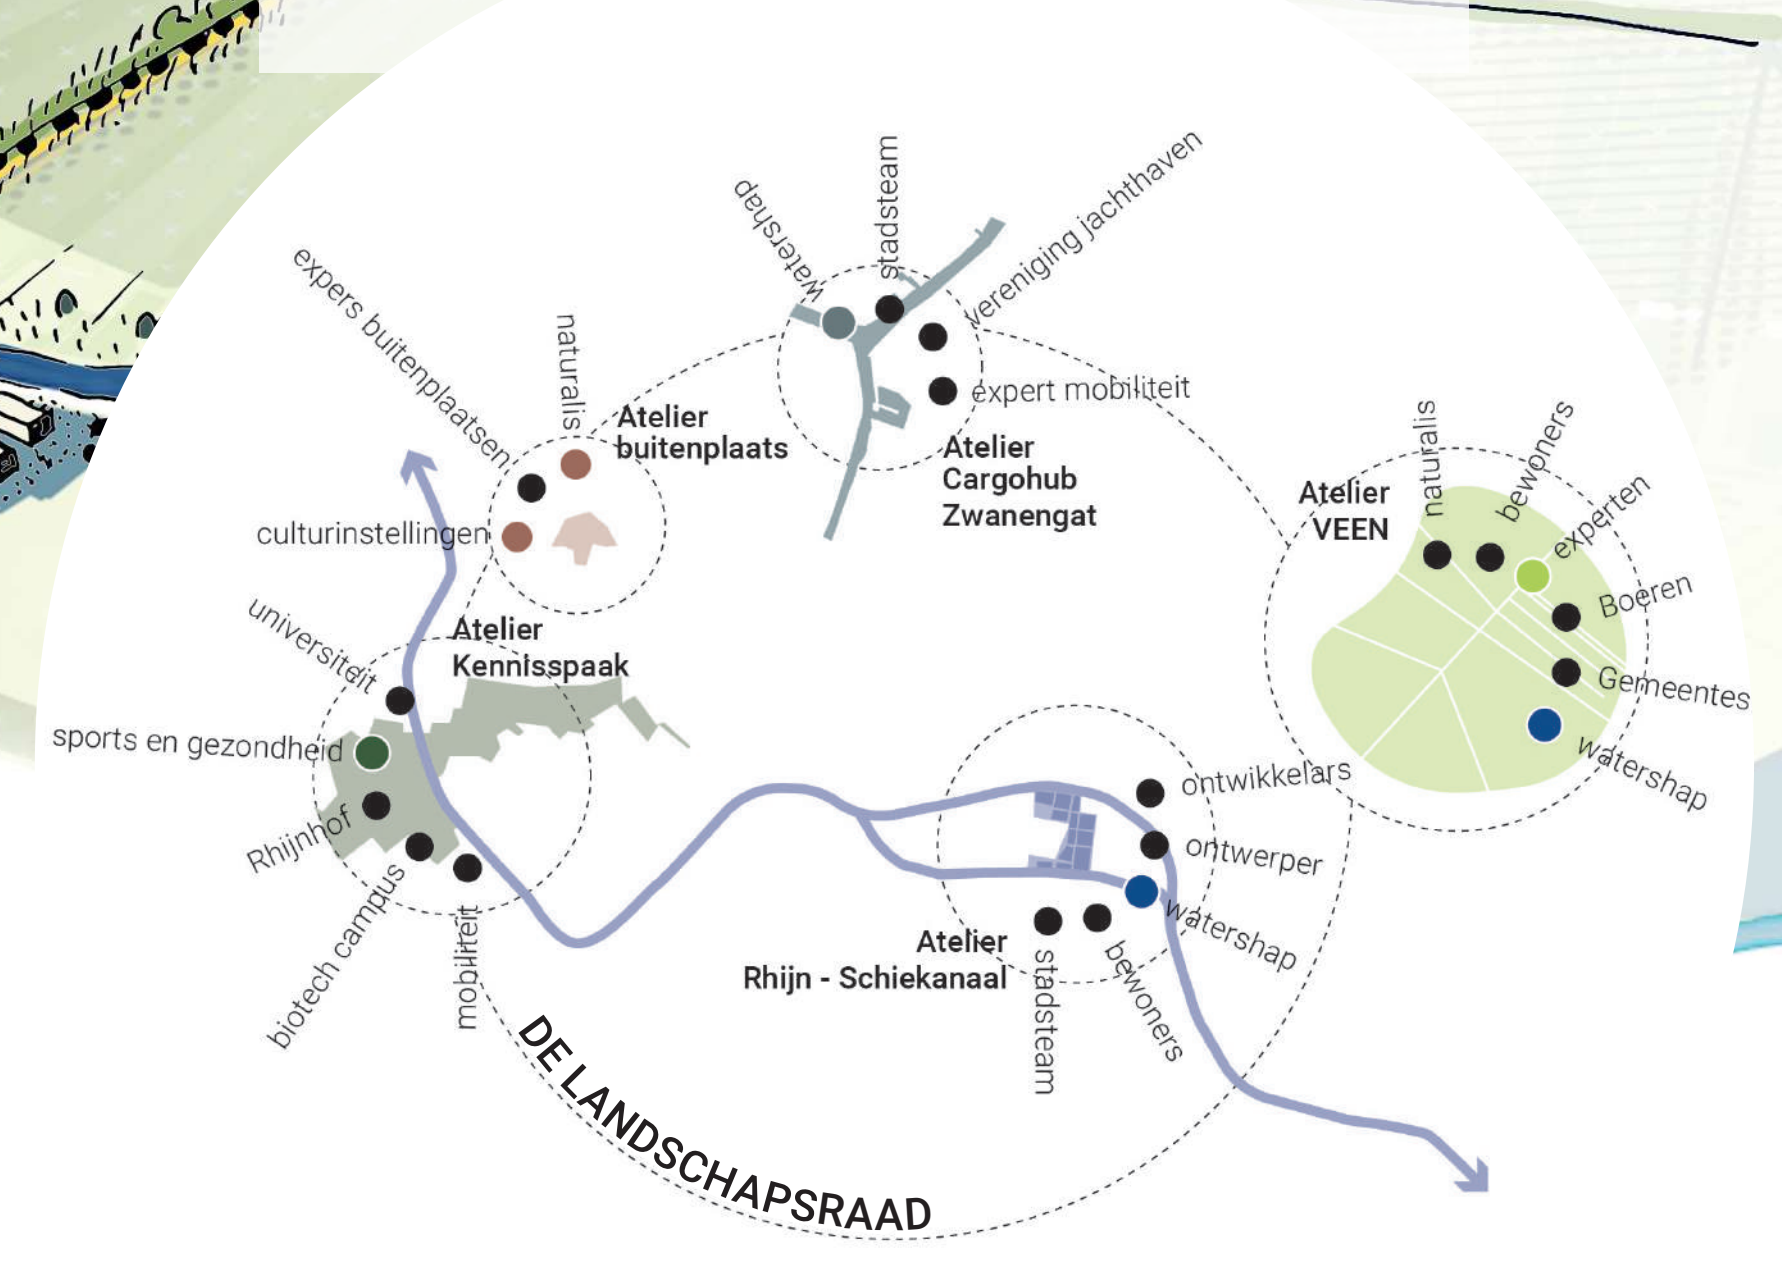 watershap
stadsteam
vereniging jachthaven
expert mobiliteit
Atelier
Cargohub
Zwanengat
expers buitenplaatsen
naturalis
culturinstellingen
Atelier
buitenplaats
naturalis
bewoners
experten
Boeren
Gemeentes
watershap
Atelier
VEEN
universiteit
sports en gezondheid
Rhijnhof
biotech campus
mobiliteit
Atelier
Kennisspaak
ontwikkelars
ontwerper
watershap
bewoners
stadsteam
Atelier
Rhijn - Schiekanaal
DE LANDSCHAPSRAAD